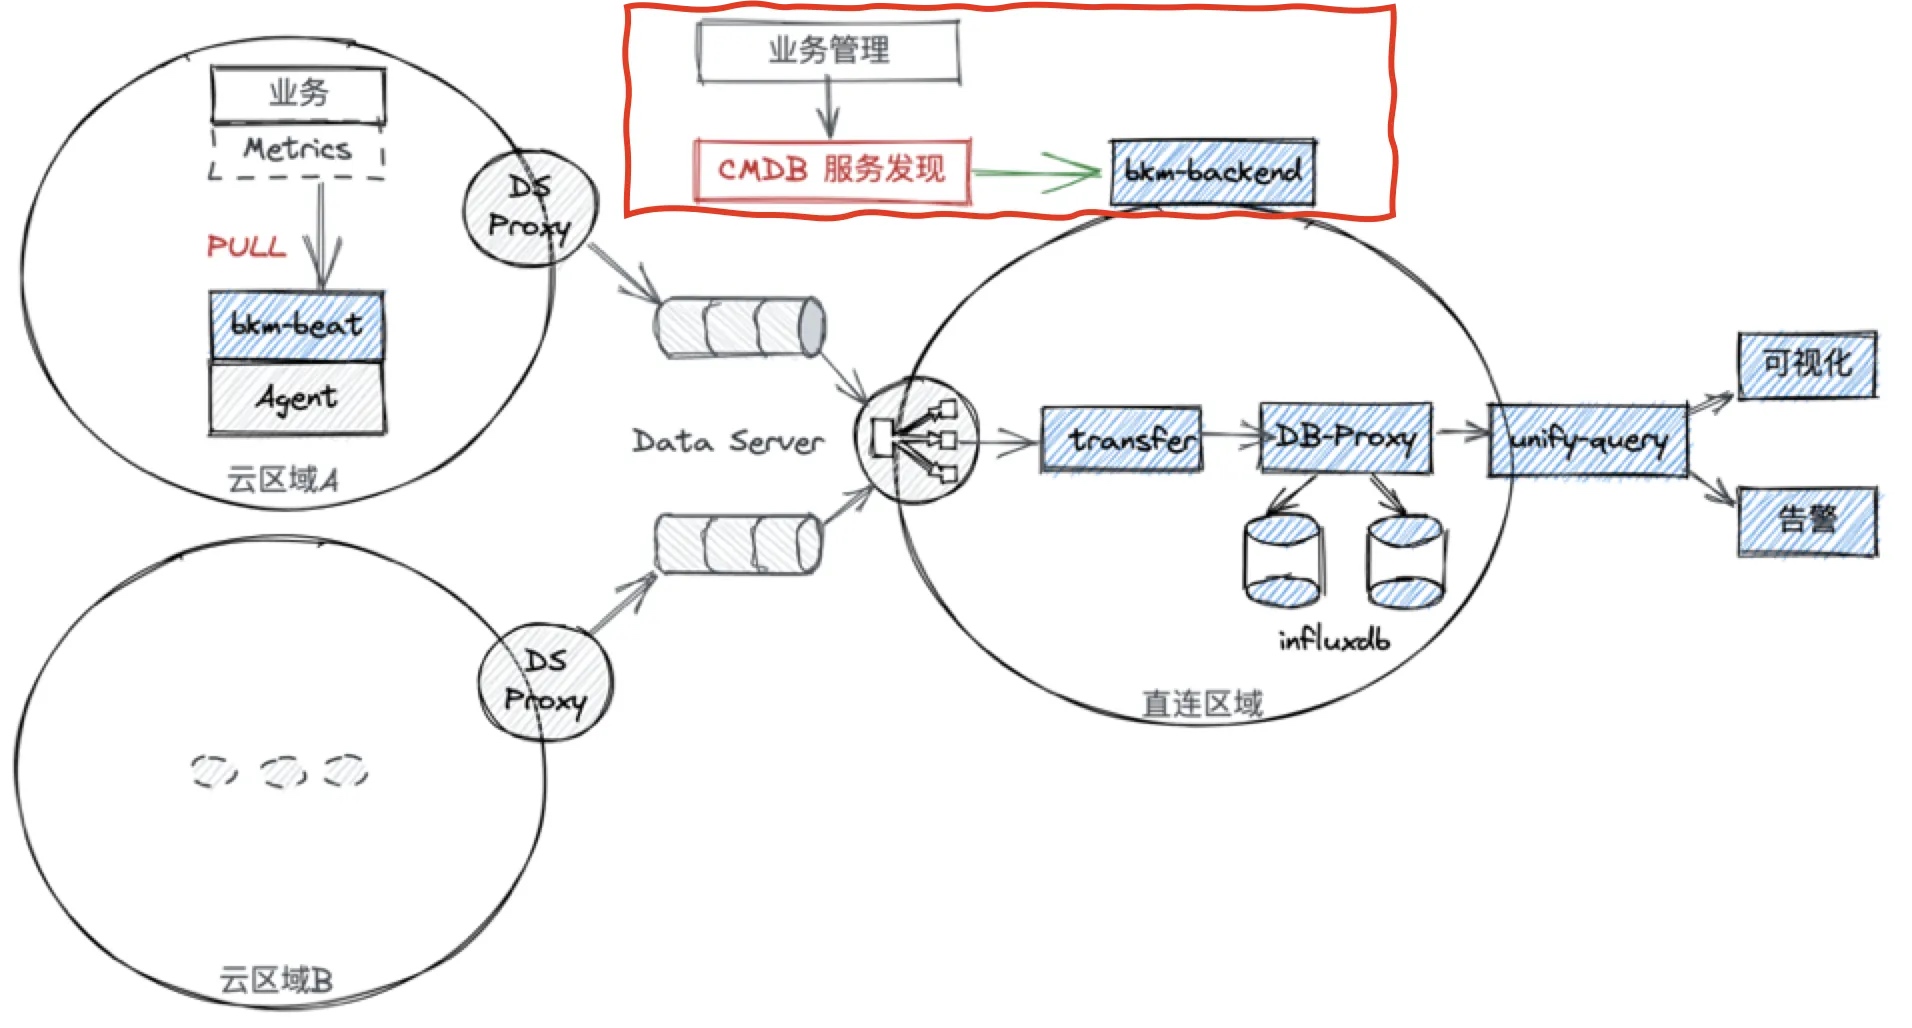 业务管理
业务
Metrics
CMDB 服务发现
bkm-backend
DS
Proxy
PULL
bkm-beat
Agent
云区域A
Data Server
transfer
DB-Proxy
unify-query
可视化
告警
influxdb
直连区域
DS
Proxy
云区域B